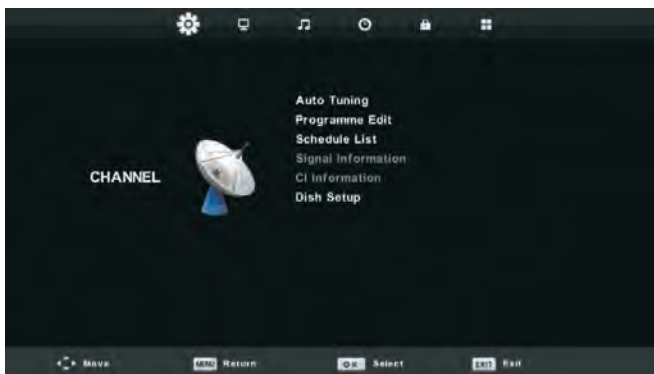 Auto Tuning
Programme Edit
Schedule List
Signal Information
CHANNEL
CI Information
Dish Setup
Move MENU Return OK Select EXIT Exit